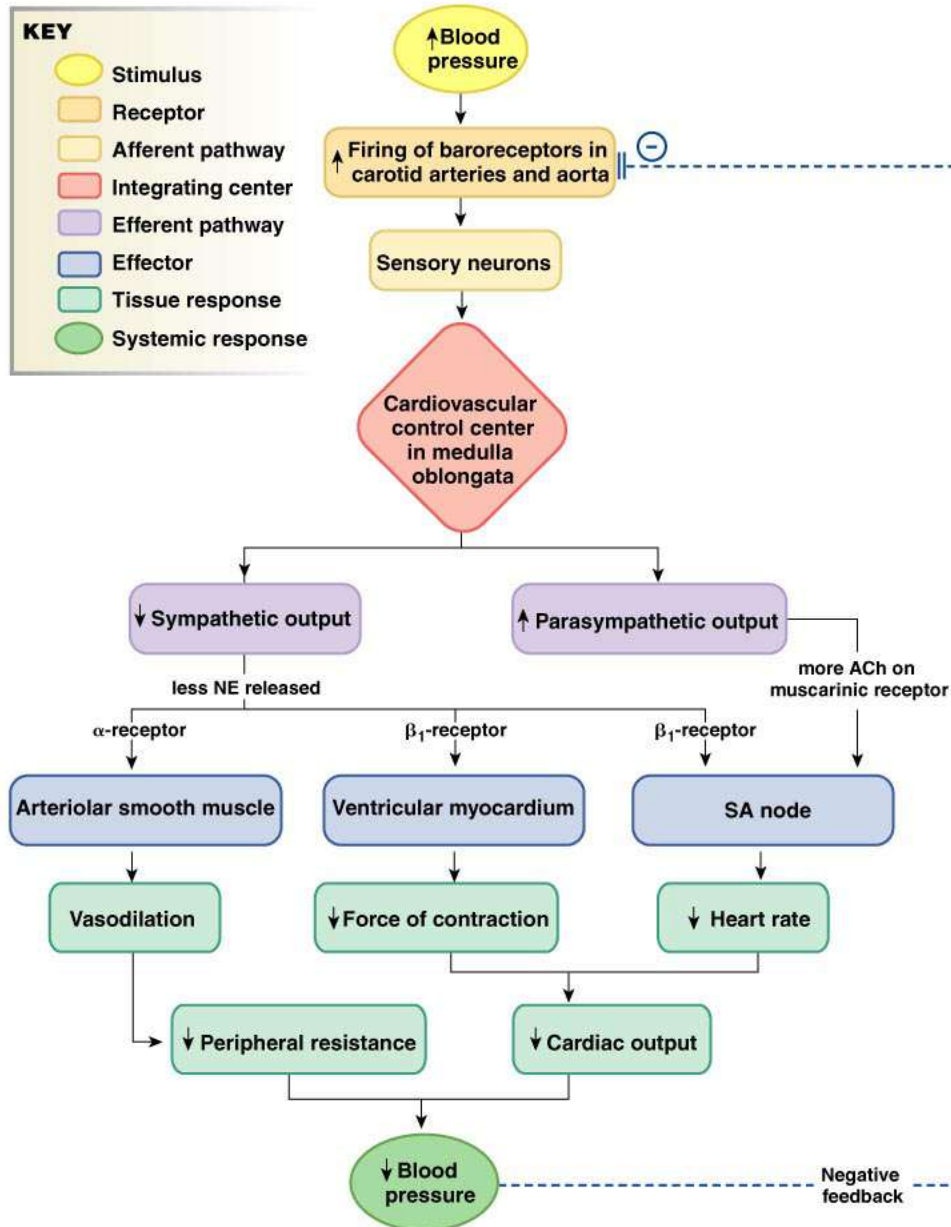 KEY
Stimulus
Receptor
Afferent pathway
Integrating center
Efferent pathway
Effector
Tissue response
Systemic response
↑Blood
pressure
↑ Firing of baroreceptors in
carotid arteries and aorta
−
Sensory neurons
Cardiovascular
control center
in medulla
oblongata
↓ Sympathetic output
↑ Parasympathetic output
less NE released
more ACh on
muscarinic receptor
α-receptor
β₁-receptor
β₁-receptor
Arteriolar smooth muscle
Ventricular myocardium
SA node
Vasodilation
↓ Force of contraction
↓ Heart rate
↓ Peripheral resistance
↓ Cardiac output
↓ Blood
pressure
Negative
feedback